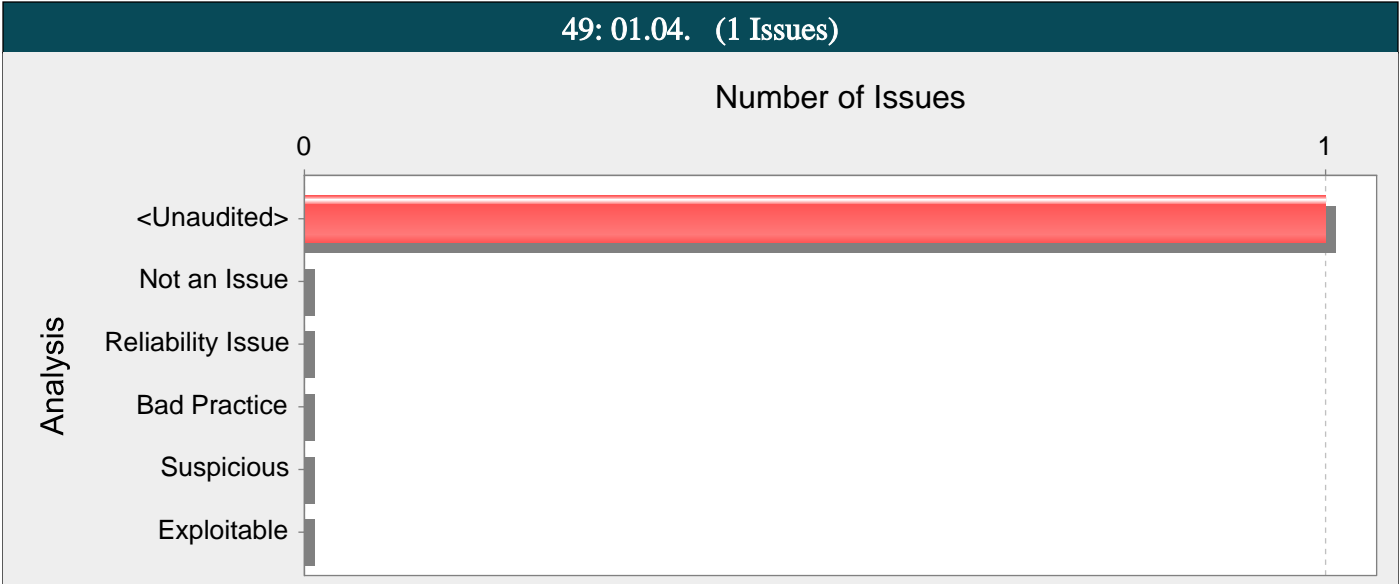 49: 01.04.   (1 Issues)
Number of Issues
0 1
<Unaudited>
Not an Issue
Reliability Issue
Bad Practice
Suspicious
Exploitable
Analysis